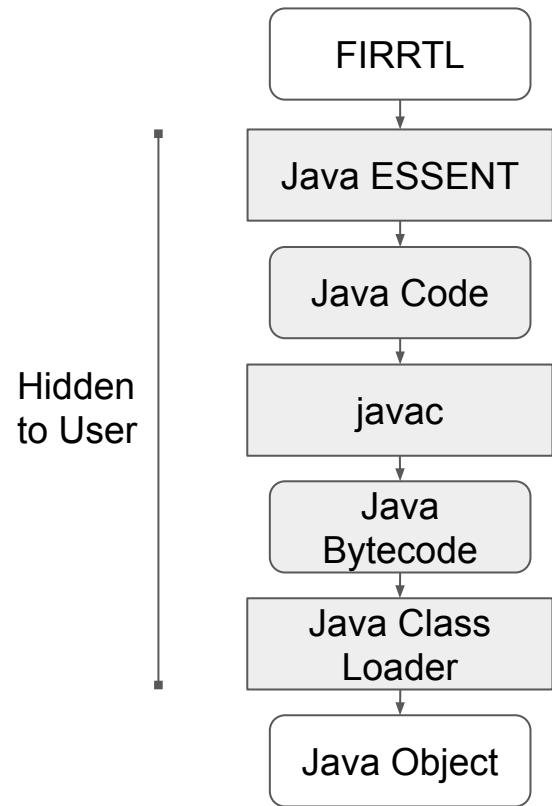 FIRRTL
Java ESSENT
Java Code
Hidden
to User
javac
Java
Bytecode
Java Class
Loader
Java Object